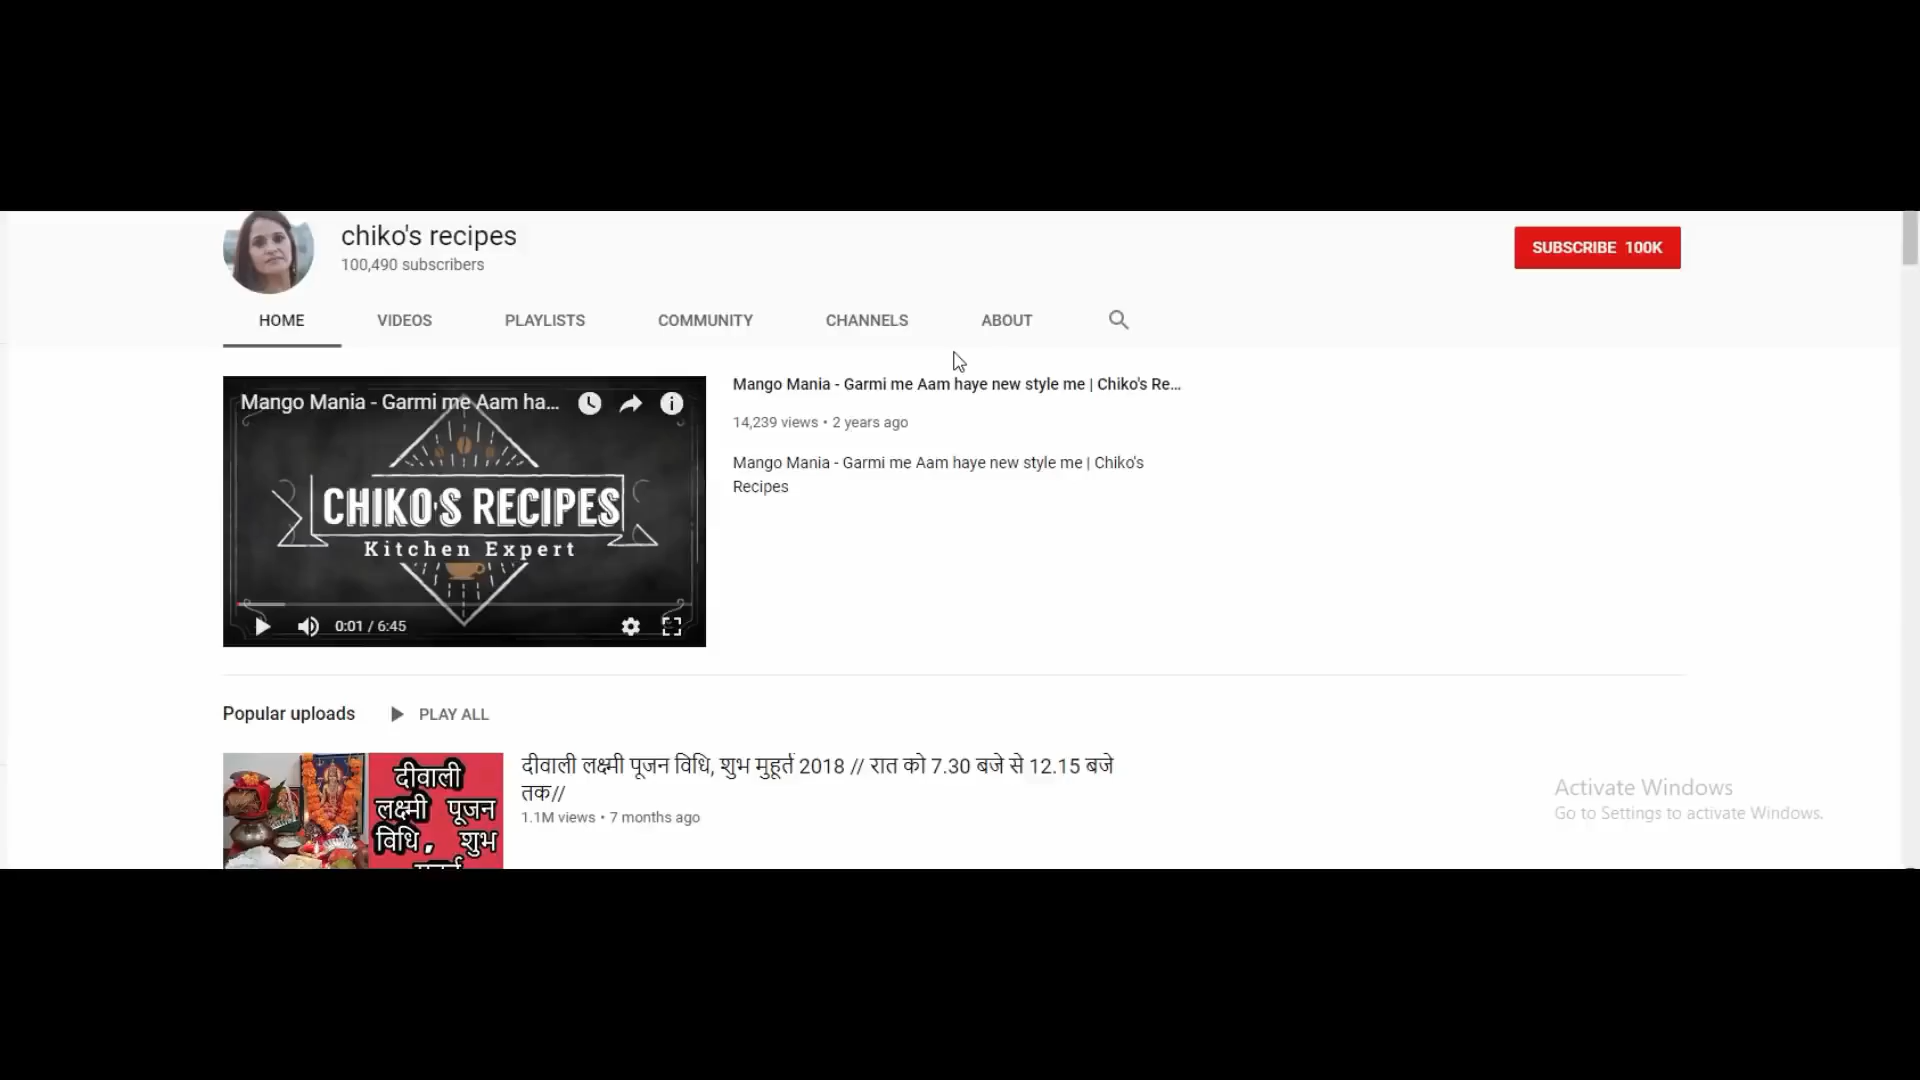 chiko's recipes
100,490 subscribers
SUBSCRIBE 100K
HOME VIDEOS PLAYLISTS COMMUNITY CHANNELS ABOUT
Mango Mania - Garmi me Aam ha...
CHIKO'S RECIPES
Kitchen Expert
0:01 / 6:45
Mango Mania - Garmi me Aam haye new style me | Chiko's Re...
14,239 views • 2 years ago
Mango Mania - Garmi me Aam haye new style me | Chiko's
Recipes
Popular uploads PLAY ALL
दीवाली
लक्ष्मी पूजन
विधि, शुभ
दीवाली लक्ष्मी पूजन विधि, शुभ मुहूर्त 2018 // रात को 7.30 बजे से 12.15 बजे
तक//
1.1M views • 7 months ago
Activate Windows
Go to Settings to activate Windows.